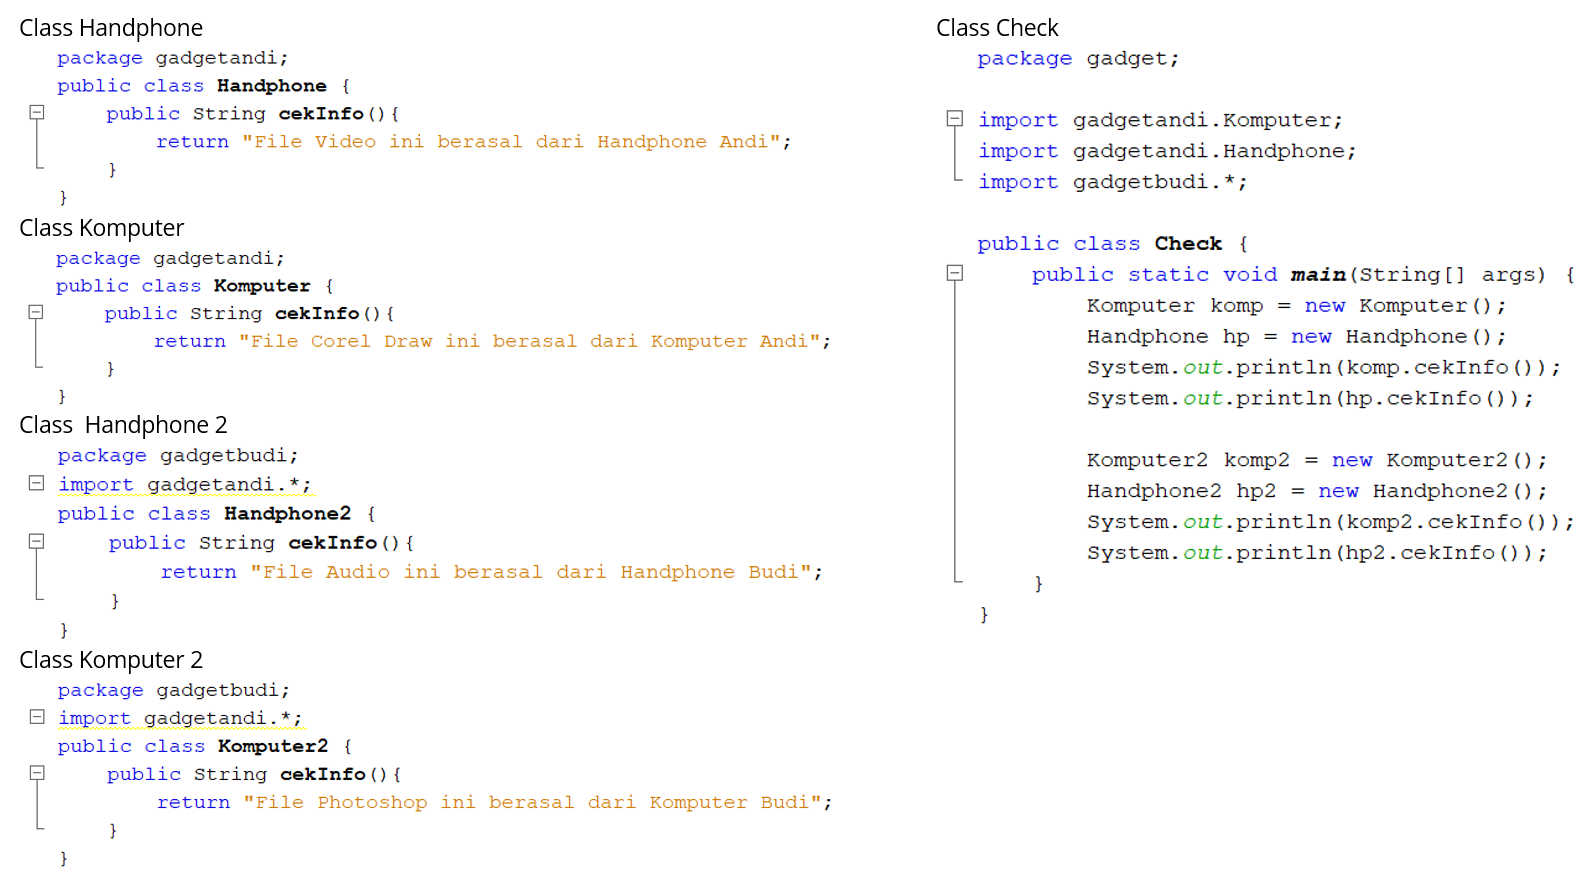 Class Handphone
package gadgetandi;
public class Handphone {
public String cekInfo(){
return "File Video ini berasal dari Handphone Andi";
}
}
Class Komputer
package gadgetandi;
public class Komputer {
public String cekInfo(){
return "File Corel Draw ini berasal dari Komputer Andi";
}
}
Class  Handphone 2
package gadgetbudi;
import gadgetandi.*;
public class Handphone2 {
public String cekInfo(){
return "File Audio ini berasal dari Handphone Budi";
}
}
Class Komputer 2
package gadgetbudi;
import gadgetandi.*;
public class Komputer2 {
public String cekInfo(){
return "File Photoshop ini berasal dari Komputer Budi";
}
}
Class Check
package gadget;
import gadgetandi.Komputer;
import gadgetandi.Handphone;
import gadgetbudi.*;
public class Check {
public static void main(String[] args) {
Komputer komp = new Komputer();
Handphone hp = new Handphone();
System.out.println(komp.cekInfo());
System.out.println(hp.cekInfo());
Komputer2 komp2 = new Komputer2();
Handphone2 hp2 = new Handphone2();
System.out.println(komp2.cekInfo());
System.out.println(hp2.cekInfo());
}
}